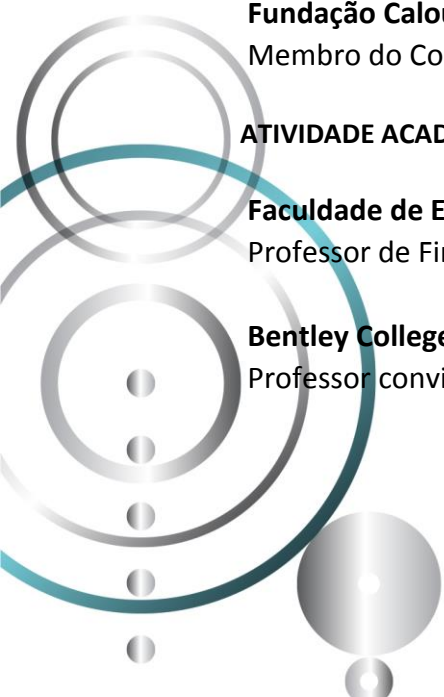 Fundação
Membro do
ATIVIDADE
Faculdade de
Professor de
Bentley College
Professor